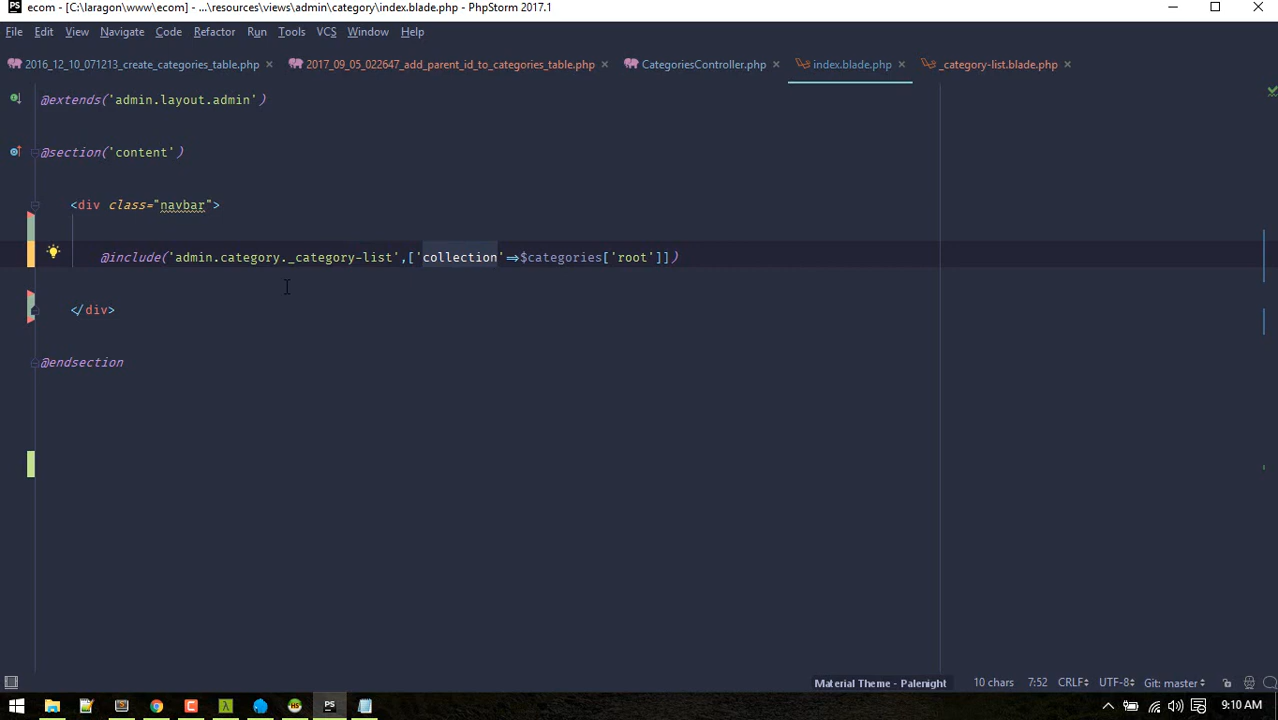 PS ecom - [C:\laragon\www\ecom] - ...\resources\views\admin\category\index.blade.php - PhpStorm 2017.1
File Edit View Navigate Code Refactor Run Tools VCS Window Help
2016_12_10_071213_create_categories_table.php 2017_09_05_022647_add_parent_id_to_categories_table.php CategoriesController.php index.blade.php _category-list.blade.php
@extends('admin.layout.admin')
@section('content')
<div class="navbar">
@include('admin.category._category-list',['collection'=>$categories['root']])
</div>
@endsection
Material Theme - Palenight 10 chars 7:52 CRLF UTF-8 Git: master
PS 9:10 AM